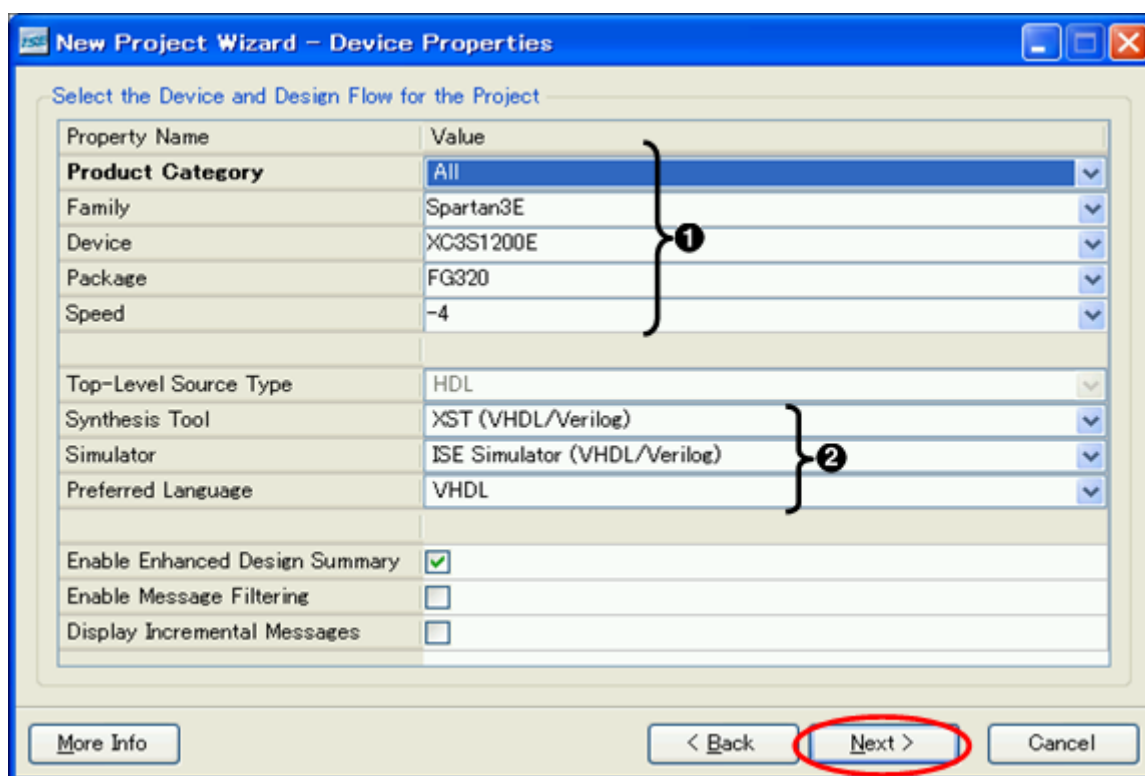 ISE New Project Wizard - Device Properties
Select the Device and Design Flow for the Project
Property Name Value
Product Category All
Family Spartan3E
Device XC3S1200E
Package FG320
Speed -4
❶
Top-Level Source Type HDL
Synthesis Tool XST (VHDL/Verilog)
Simulator ISE Simulator (VHDL/Verilog)
Preferred Language VHDL
❷
Enable Enhanced Design Summary
Enable Message Filtering
Display Incremental Messages
More Info < Back Next > Cancel